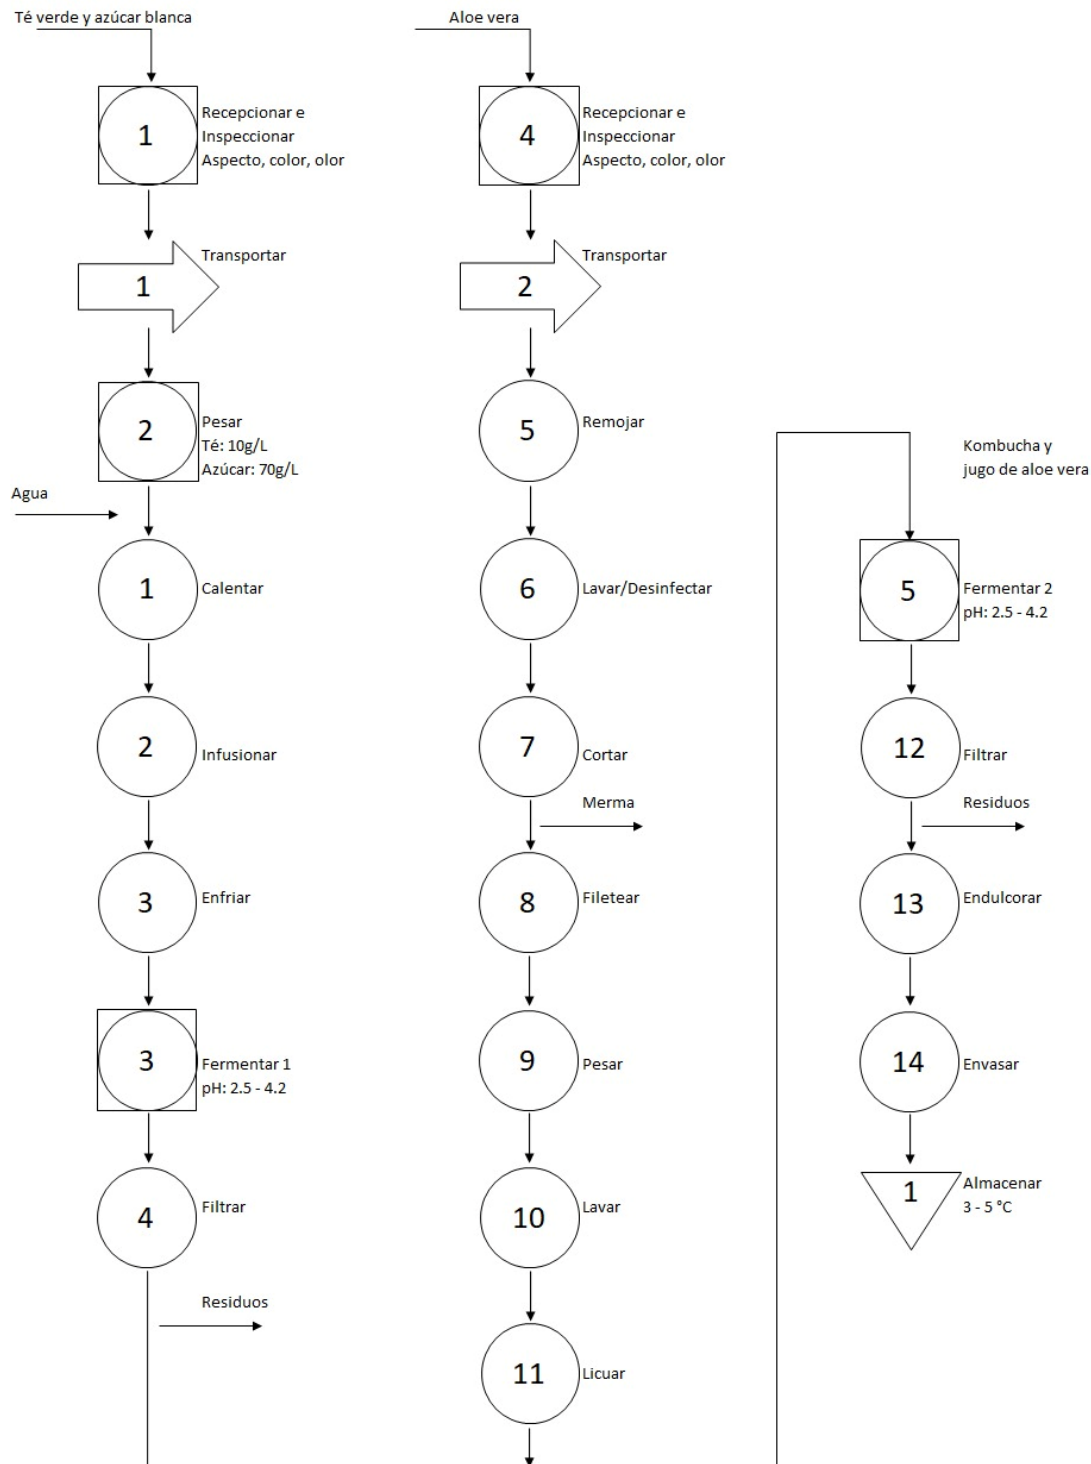 Té verde y azúcar blanca
1
Recepcionar e
Inspeccionar
Aspecto, color, olor
1
Transportar
2
Pesar
Té: 10g/L
Azúcar: 70g/L
Agua
1
Calentar
2
Infusionar
3
Enfriar
3
Fermentar 1
pH: 2.5 - 4.2
4
Filtrar
Residuos
Aloe vera
4
Recepcionar e
Inspeccionar
Aspecto, color, olor
2
Transportar
5
Remojar
6
Lavar/Desinfectar
7
Cortar
Merma
8
Filetear
9
Pesar
10
Lavar
11
Licuar
Kombucha y
jugo de aloe vera
5
Fermentar 2
pH: 2.5 - 4.2
12
Filtrar
Residuos
13
Endulcorar
14
Envasar
1
Almacenar
3 - 5 °C